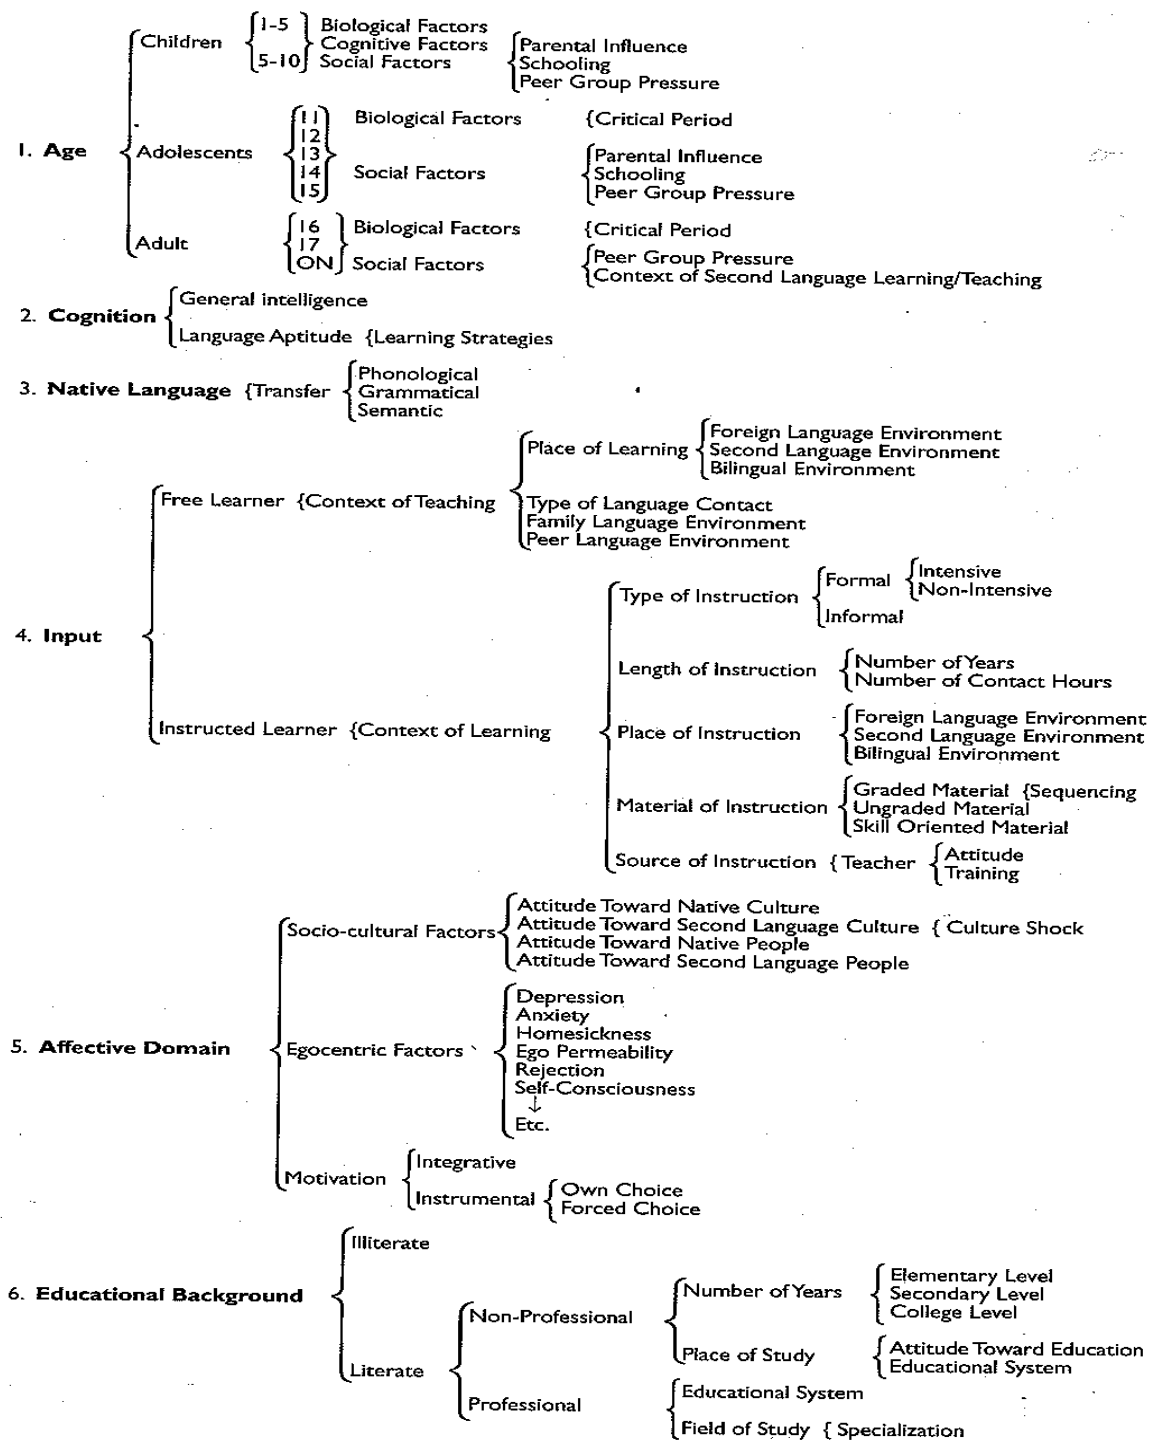 1-5 Biological Factors
Children Cognitive Factors Parental Influence
5-10 Social Factors Schooling
Peer Group Pressure
11 Biological Factors {Critical Period
12
1. Age Adolescents 13 Parental Influence
14 Social Factors Schooling
15 Peer Group Pressure
16 Biological Factors {Critical Period
Adult 17 Peer Group Pressure
ON Social Factors Context of Second Language Learning/Teaching
General intelligence
2. Cognition
Language Aptitude {Learning Strategies
Phonological
3. Native Language {Transfer Grammatical
Semantic
Foreign Language Environment
Place of Learning Second Language Environment
Bilingual Environment
Free Learner {Context of Teaching Type of Language Contact
Family Language Environment
Peer Language Environment
Intensive
Formal Non-Intensive
Type of Instruction
Informal
4. Input
Number of Years
Length of Instruction
Number of Contact Hours
Foreign Language Environment
Instructed Learner {Context of Learning Place of Instruction Second Language Environment
Bilingual Environment
Graded Material {Sequencing
Material of Instruction Ungraded Material
Skill Oriented Material
Attitude
Source of Instruction { Teacher
Training
Attitude Toward Native Culture
Socio-cultural Factors Attitude Toward Second Language Culture { Culture Shock
Attitude Toward Native People
Attitude Toward Second Language People
Depression
Anxiety
Homesickness
5. Affective Domain Egocentric Factors Ego Permeability
Rejection
Self-Consciousness
↓
Etc.
Integrative
Motivation
Instrumental Own Choice
Forced Choice
Illiterate
Elementary Level
6. Educational Background Number of Years Secondary Level
College Level
Non-Professional
Attitude Toward Education
Place of Study
Educational System
Literate
Educational System
Professional
Field of Study { Specialization